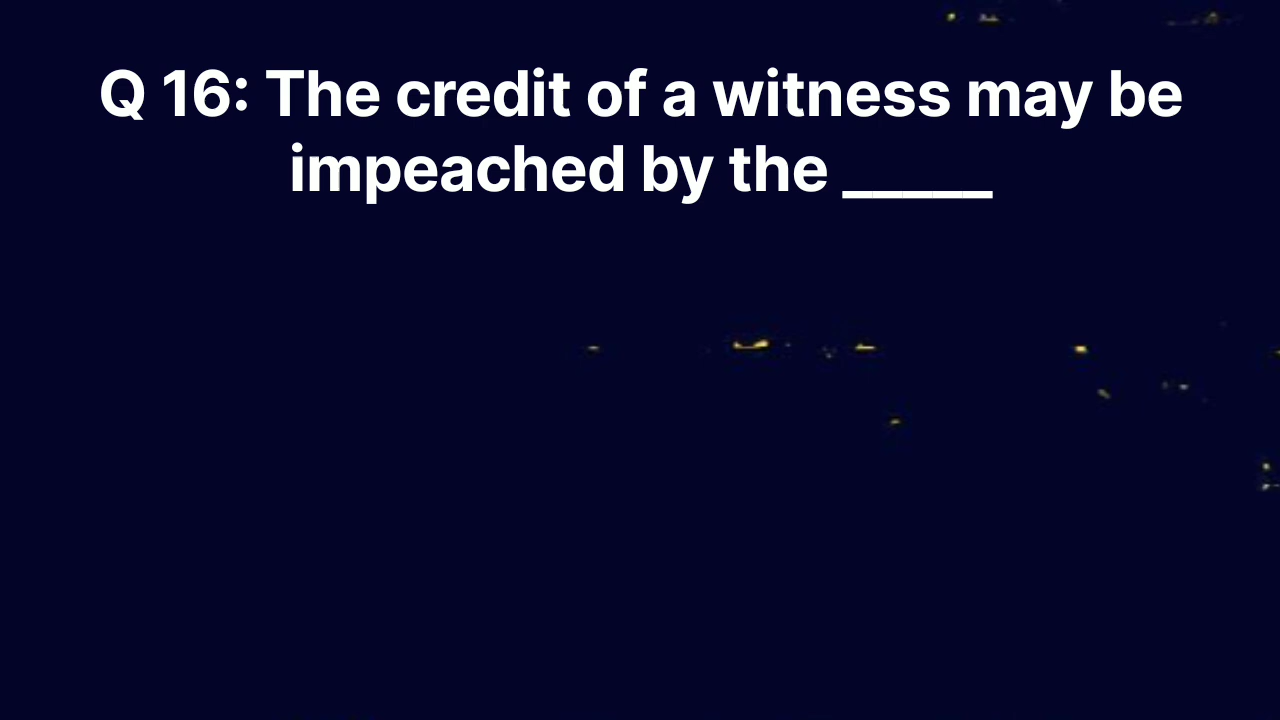 Q 16: The credit of a witness may be
impeached by the _____